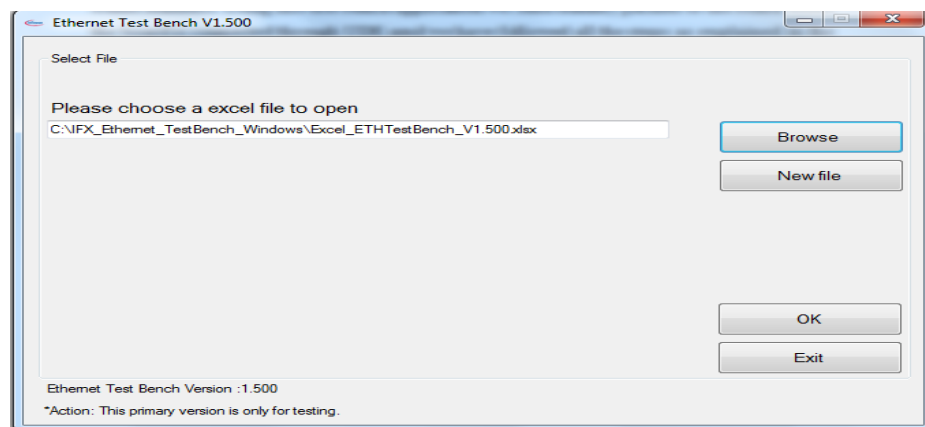 Ethernet Test Bench V1.500
Select File
Please choose a excel file to open
C:\IFX_Ethernet_TestBench_Windows\Excel_ETHTestBench_V1.500.xlsx
Browse
New file
OK
Exit
Ethernet Test Bench Version :1.500
*Action: This primary version is only for testing.